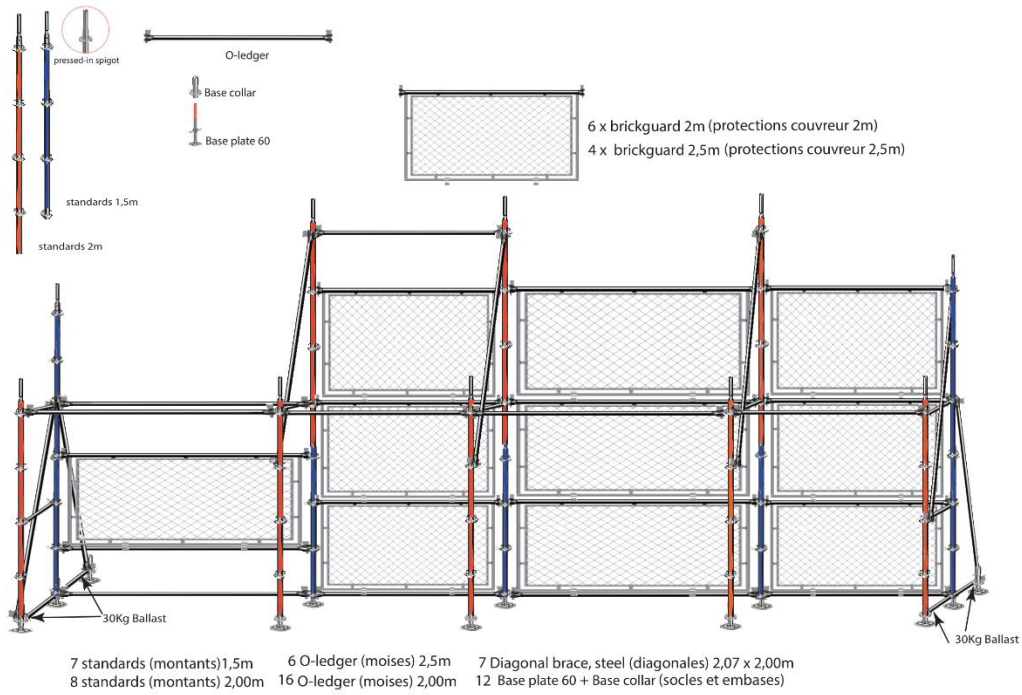 pressed-in spigot
O-ledger
Base collar
Base plate 60
standards 1,5m
standards 2m
6 x brickguard 2m (protections couvreur 2m)
4 x brickguard 2,5m (protections couvreur 2,5m)
30Kg Ballast
30Kg Ballast
7 standards (montants)1,5m
6 O-ledger (moises) 2,5m
7 Diagonal brace, steel (diagonales) 2,07 x 2,00m
8 standards (montants) 2,00m
16 O-ledger (moises) 2,00m
12 Base plate 60 + Base collar (socles et embases)